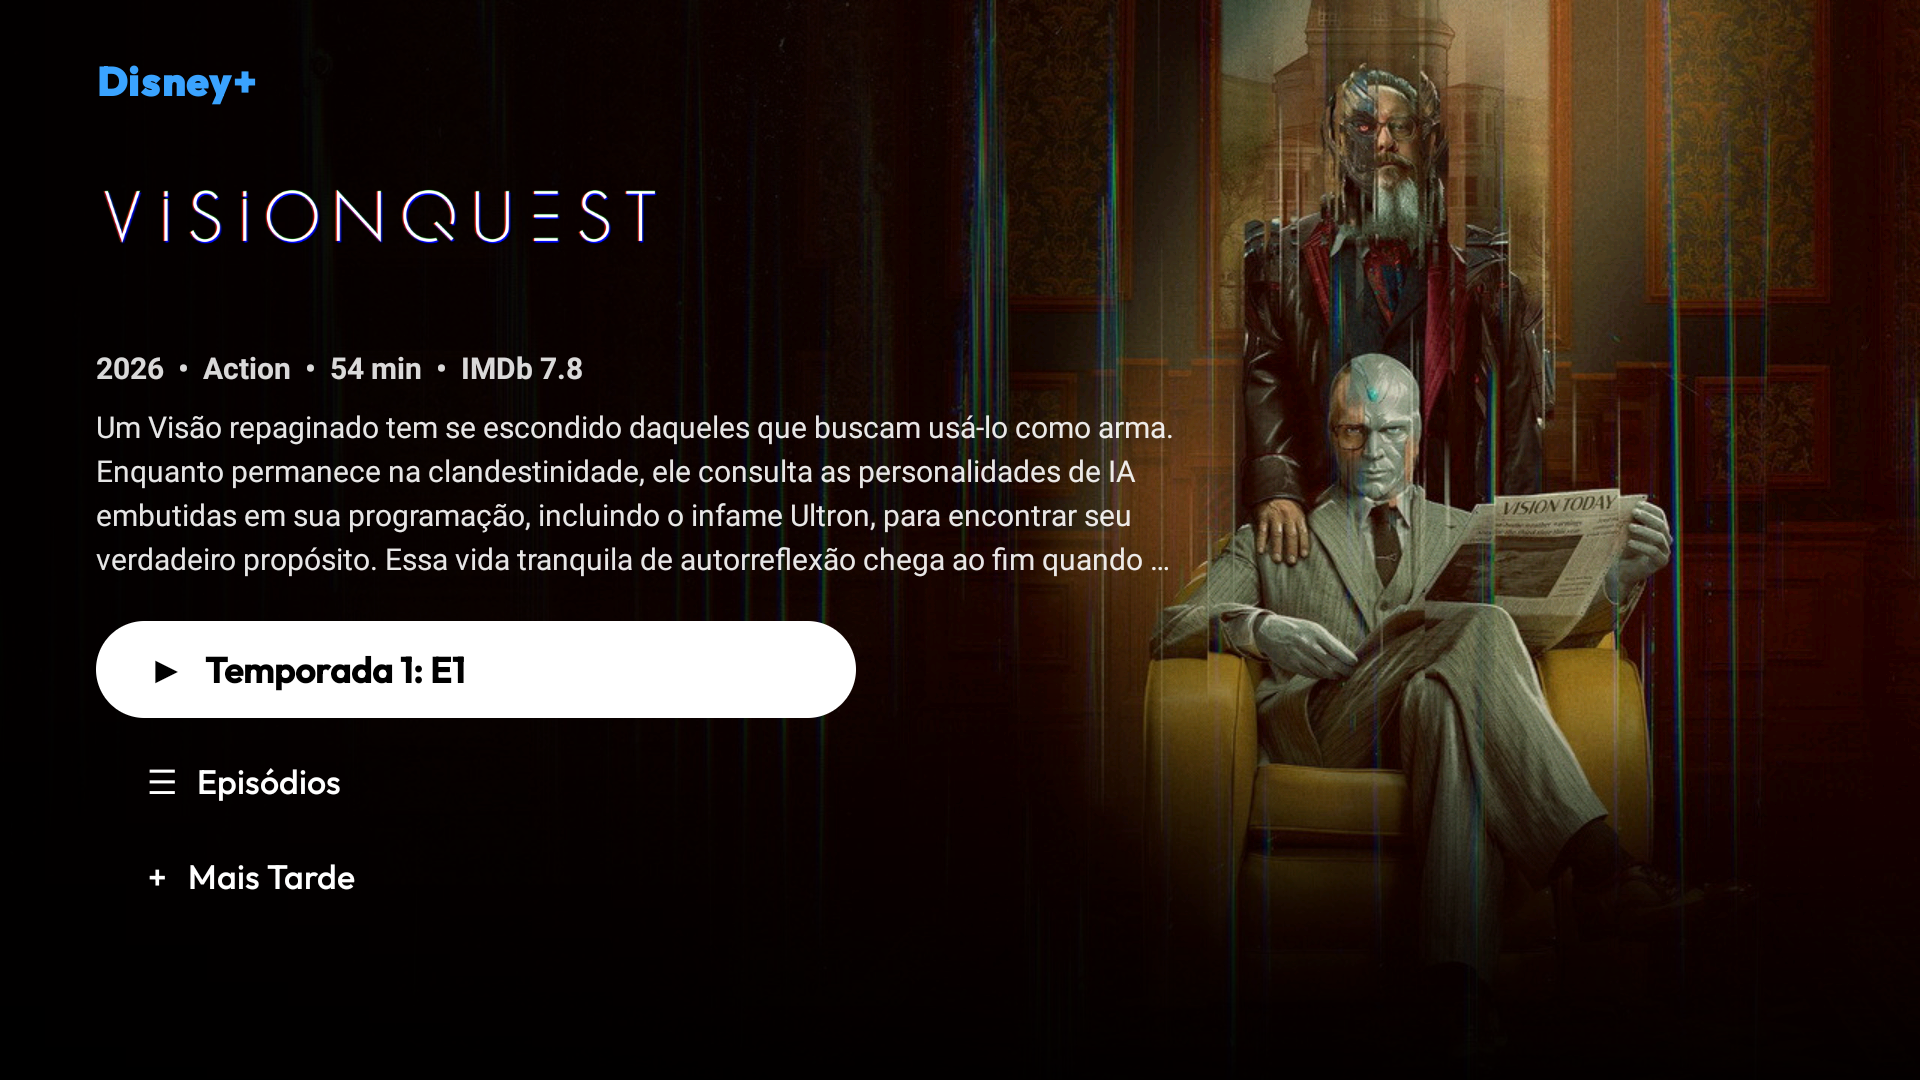 Disney+
VISIONQUEST
2026 • Action • 54 min • IMDb 7.8
Um Visão repaginado tem se escondido daqueles que buscam usá-lo como arma.
Enquanto permanece na clandestinidade, ele consulta as personalidades de IA
embutidas em sua programação, incluindo o infame Ultron, para encontrar seu
verdadeiro propósito. Essa vida tranquila de autorreflexão chega ao fim quando ...
VISION TODAY
▶ Temporada 1: E1
☰ Episódios
+ Mais Tarde